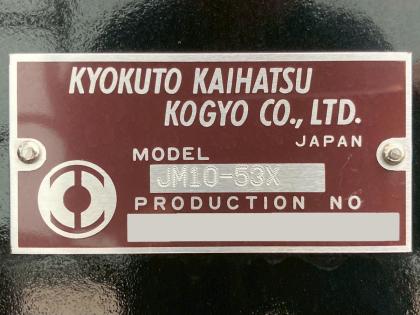 KYOKUTO KAIHATSU
KOGYO CO., LTD.
JAPAN
MODEL
JM10-53X
PRODUCTION NO